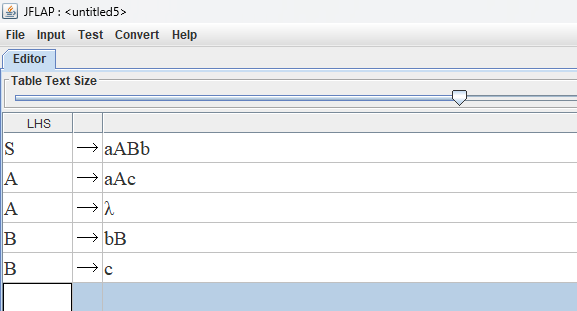 JFLAP : <untitled5>
File Input Test Convert Help
Editor
Table Text Size
LHS
S → aABb
A → aAc
A → λ
B → bB
B → c